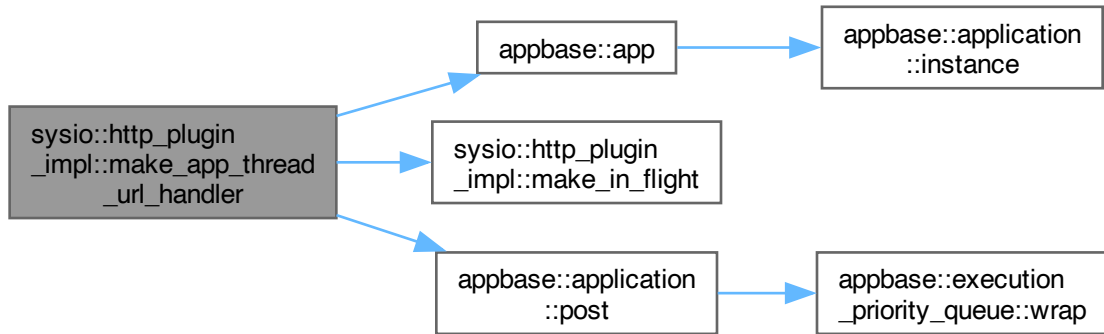 sysio::http_plugin
_impl::make_app_thread
_url_handler
appbase::app
appbase::application
::instance
sysio::http_plugin
_impl::make_in_flight
appbase::application
::post
appbase::execution
_priority_queue::wrap